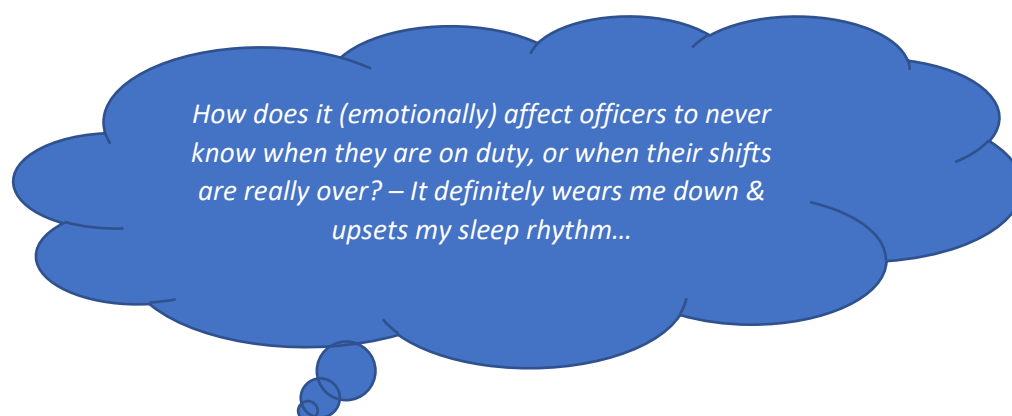 How does it (emotionally) affect officers to never
know when they are on duty, or when their shifts
are really over? – It definitely wears me down &
upsets my sleep rhythm…